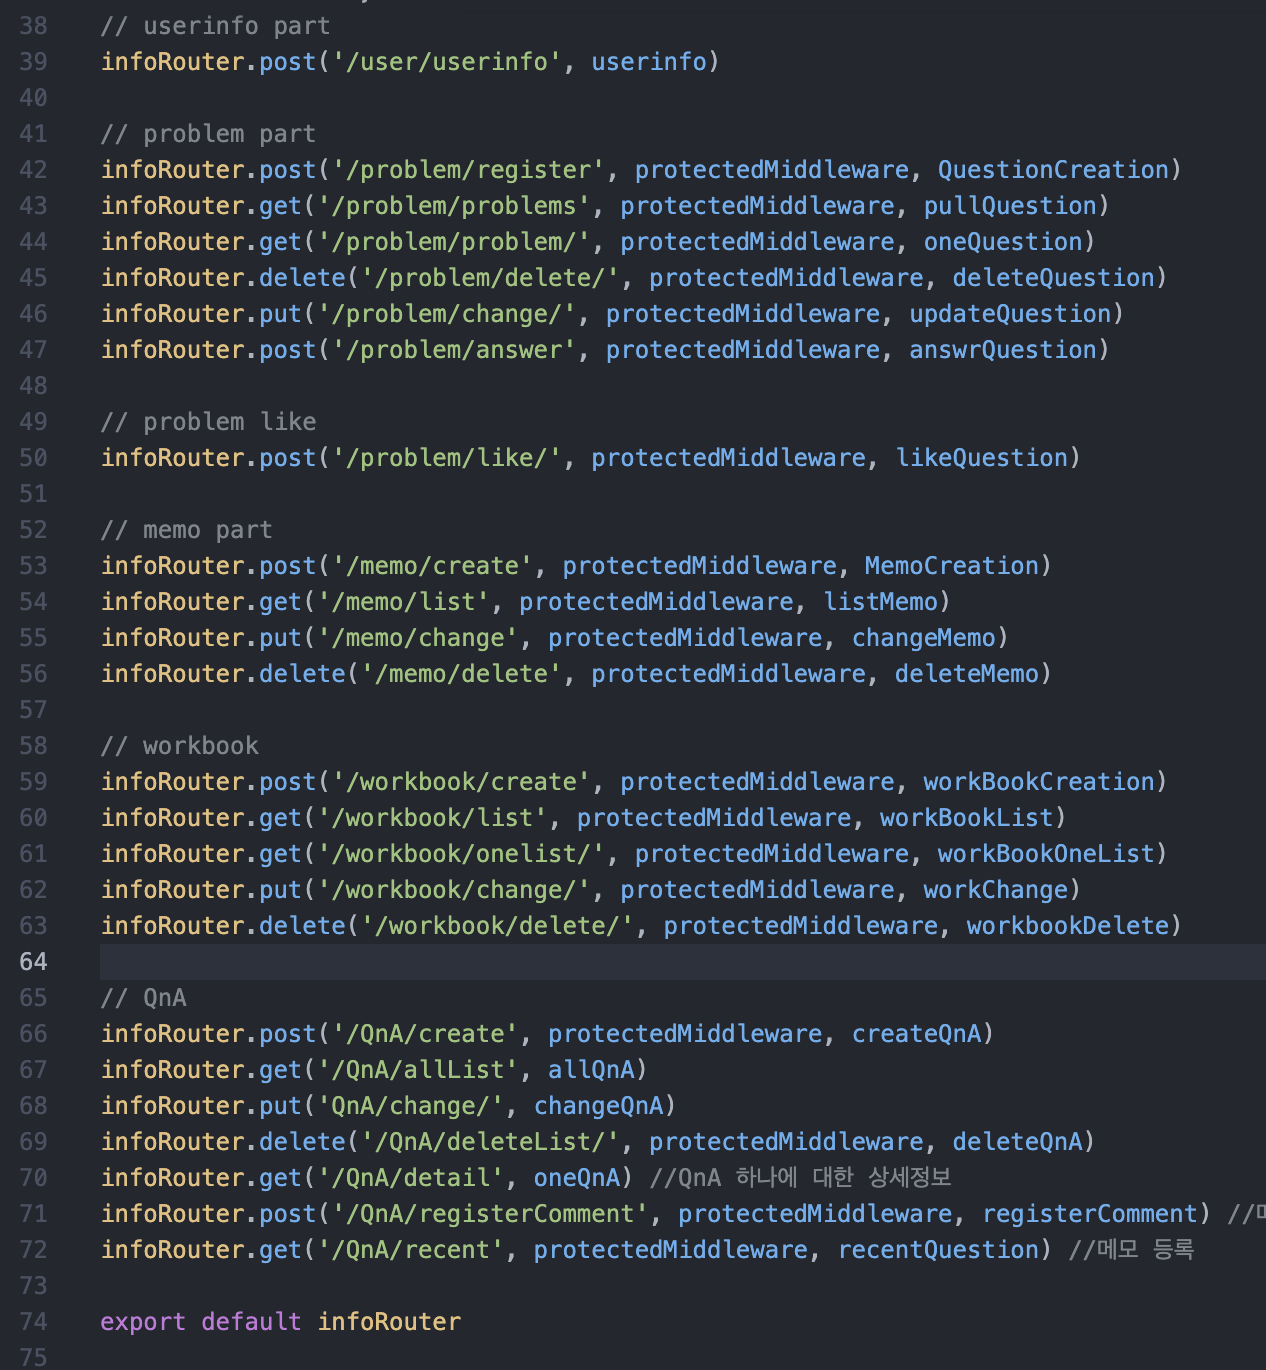 38 // userinfo part
39 infoRouter.post('/user/userinfo', userinfo)
40
41 // problem part
42 infoRouter.post('/problem/register', protectedMiddleware, QuestionCreation)
43 infoRouter.get('/problem/problems', protectedMiddleware, pullQuestion)
44 infoRouter.get('/problem/problem/', protectedMiddleware, oneQuestion)
45 infoRouter.delete('/problem/delete/', protectedMiddleware, deleteQuestion)
46 infoRouter.put('/problem/change/', protectedMiddleware, updateQuestion)
47 infoRouter.post('/problem/answer', protectedMiddleware, answrQuestion)
48
49 // problem like
50 infoRouter.post('/problem/like/', protectedMiddleware, likeQuestion)
51
52 // memo part
53 infoRouter.post('/memo/create', protectedMiddleware, MemoCreation)
54 infoRouter.get('/memo/list', protectedMiddleware, listMemo)
55 infoRouter.put('/memo/change', protectedMiddleware, changeMemo)
56 infoRouter.delete('/memo/delete', protectedMiddleware, deleteMemo)
57
58 // workbook
59 infoRouter.post('/workbook/create', protectedMiddleware, workBookCreation)
60 infoRouter.get('/workbook/list', protectedMiddleware, workBookList)
61 infoRouter.get('/workbook/onelist/', protectedMiddleware, workBookOneList)
62 infoRouter.put('/workbook/change/', protectedMiddleware, workChange)
63 infoRouter.delete('/workbook/delete/', protectedMiddleware, workbookDelete)
64
65 // QnA
66 infoRouter.post('/QnA/create', protectedMiddleware, createQnA)
67 infoRouter.get('/QnA/allList', allQnA)
68 infoRouter.put('QnA/change/', changeQnA)
69 infoRouter.delete('/QnA/deleteList/', protectedMiddleware, deleteQnA)
70 infoRouter.get('/QnA/detail', oneQnA) //QnA 하나에 대한 상세정보
71 infoRouter.post('/QnA/registerComment', protectedMiddleware, registerComment) //
72 infoRouter.get('/QnA/recent', protectedMiddleware, recentQuestion) //메모 등록
73
74 export default infoRouter
75